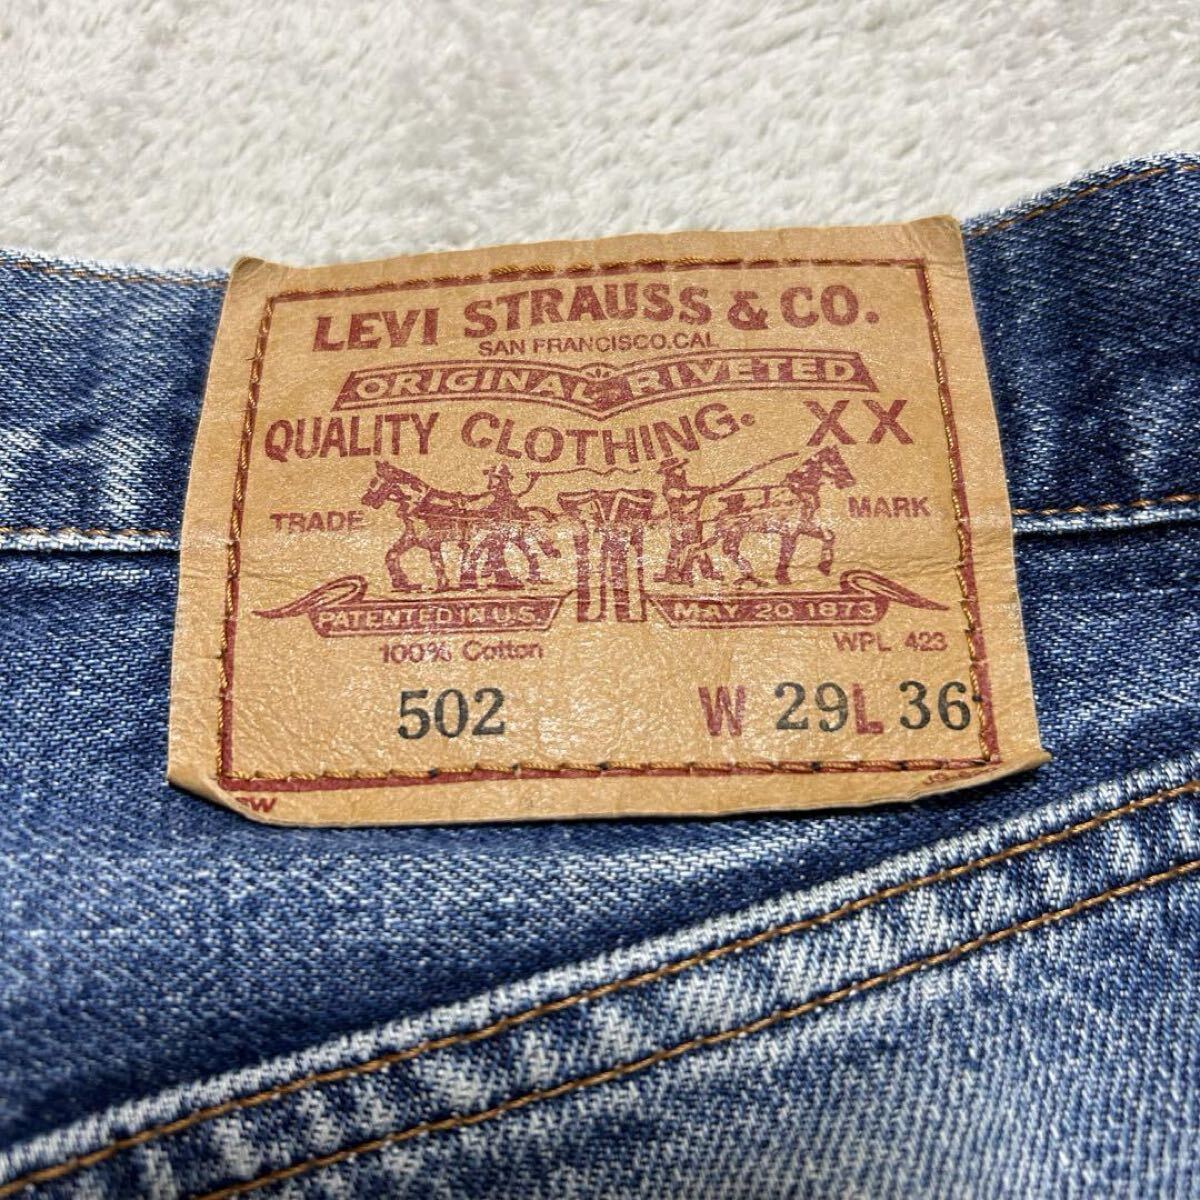 LEVI STRAUSS & CO.
SAN FRANCISCO, CAL
ORIGINAL RIVETED
QUALITY CLOTHING. XX
TRADE MARK
PATENTED IN U.S. MAY 20 1873
100% Cotton WPL 423
502 W 29 L 36